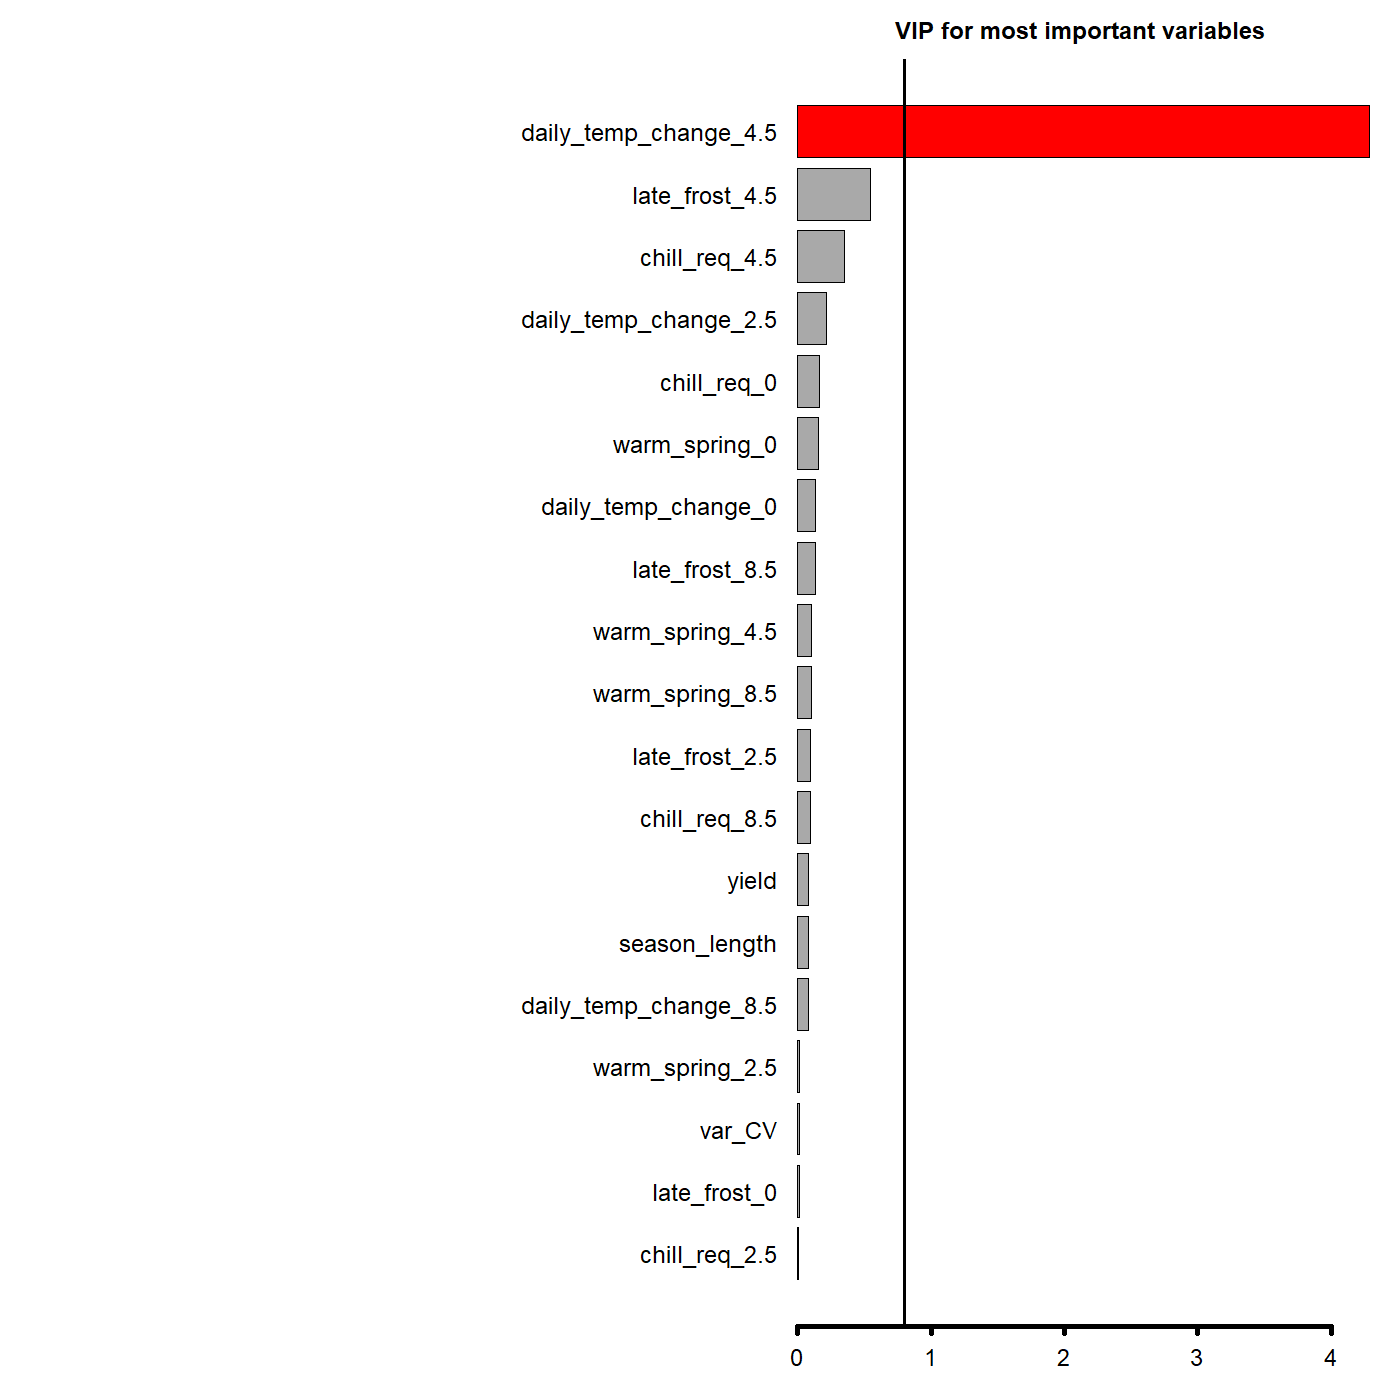 VIP for most important variables
daily_temp_change_4.5
late_frost_4.5
chill_req_4.5
daily_temp_change_2.5
chill_req_0
warm_spring_0
daily_temp_change_0
late_frost_8.5
warm_spring_4.5
warm_spring_8.5
late_frost_2.5
chill_req_8.5
yield
season_length
daily_temp_change_8.5
warm_spring_2.5
var_CV
late_frost_0
chill_req_2.5
0 1 2 3 4